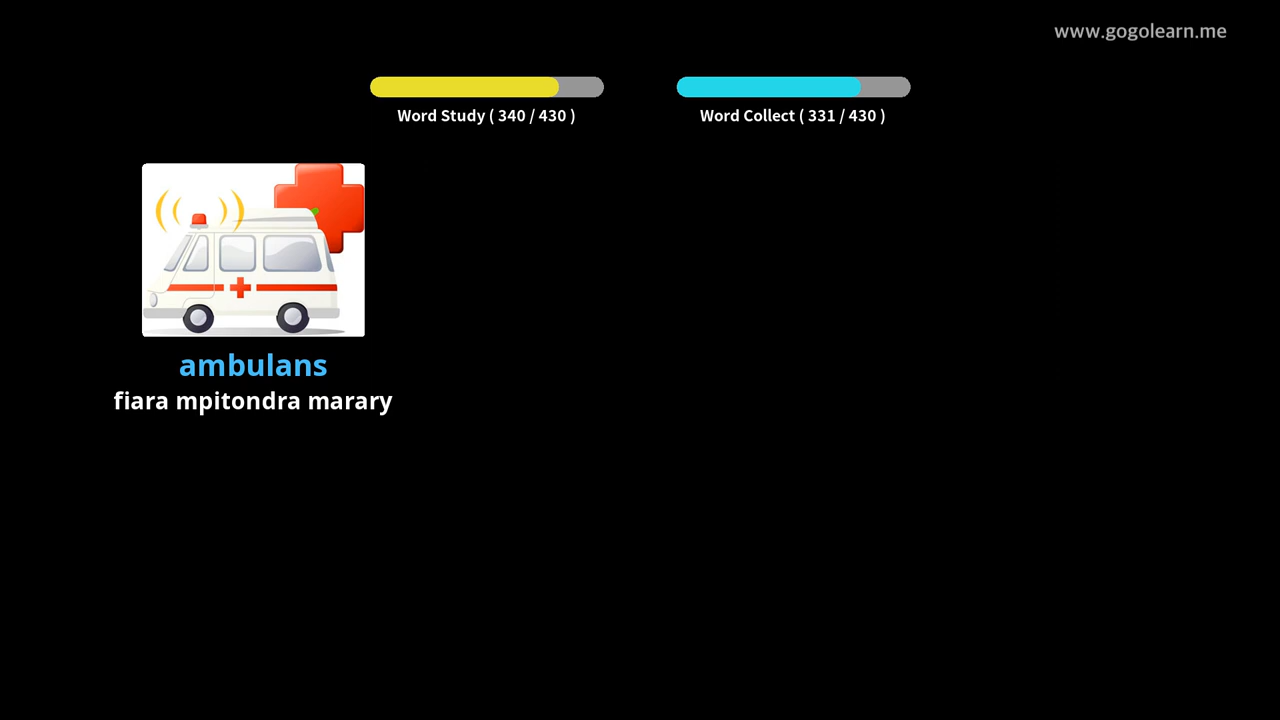 www.gogolearn.me
Word Study ( 340 / 430 )
Word Collect ( 331 / 430 )
ambulans
fiara mpitondra marary